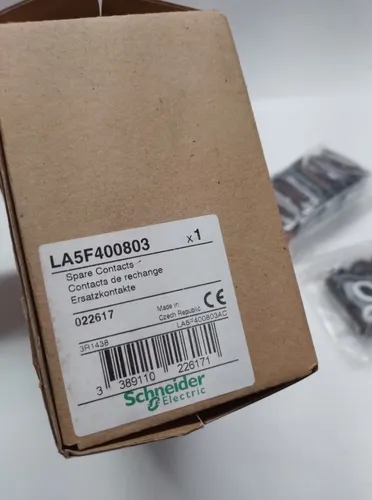 LA5F400803 x 1
Spare Contacts
Contacts de rechange
Ersatzkontakte
022617 Made in
Czech Republic CE
3R1438 LA5F400803AC
3 389110 226171
Schneider
Electric